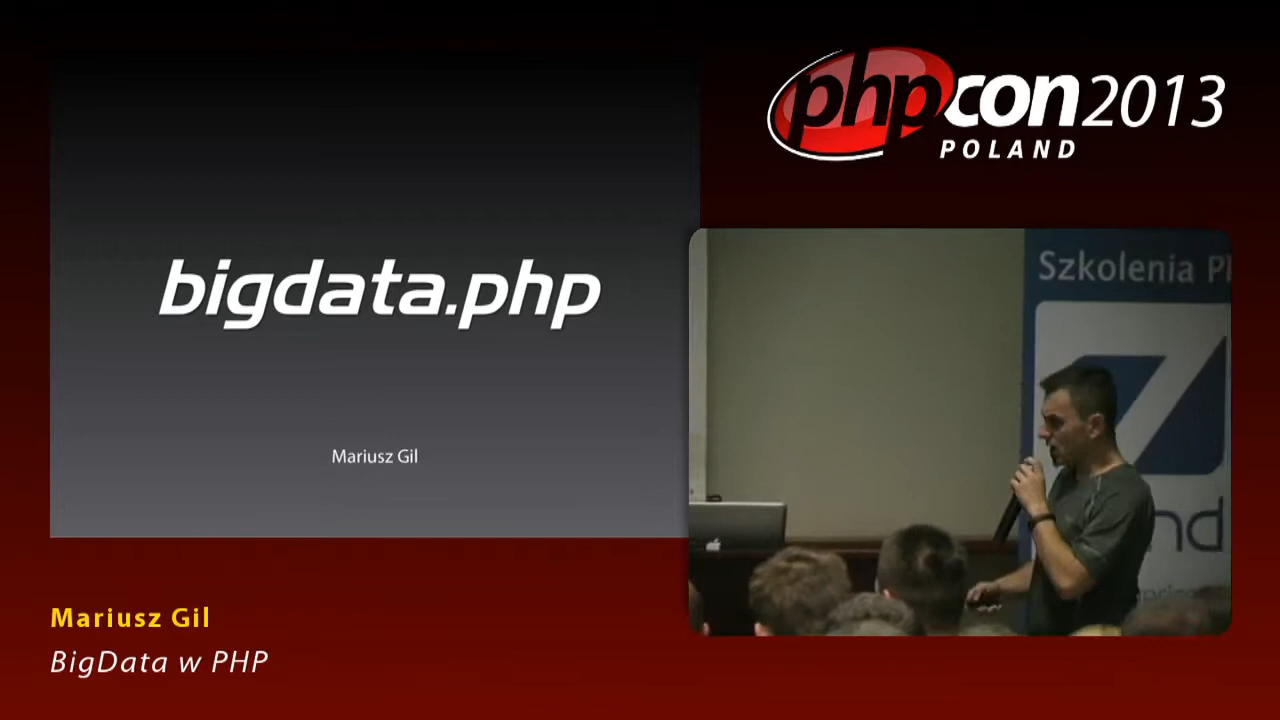 phpcon2013
POLAND
bigdata.php
Mariusz Gil
Szkolenia
Mariusz Gil
BigData w PHP